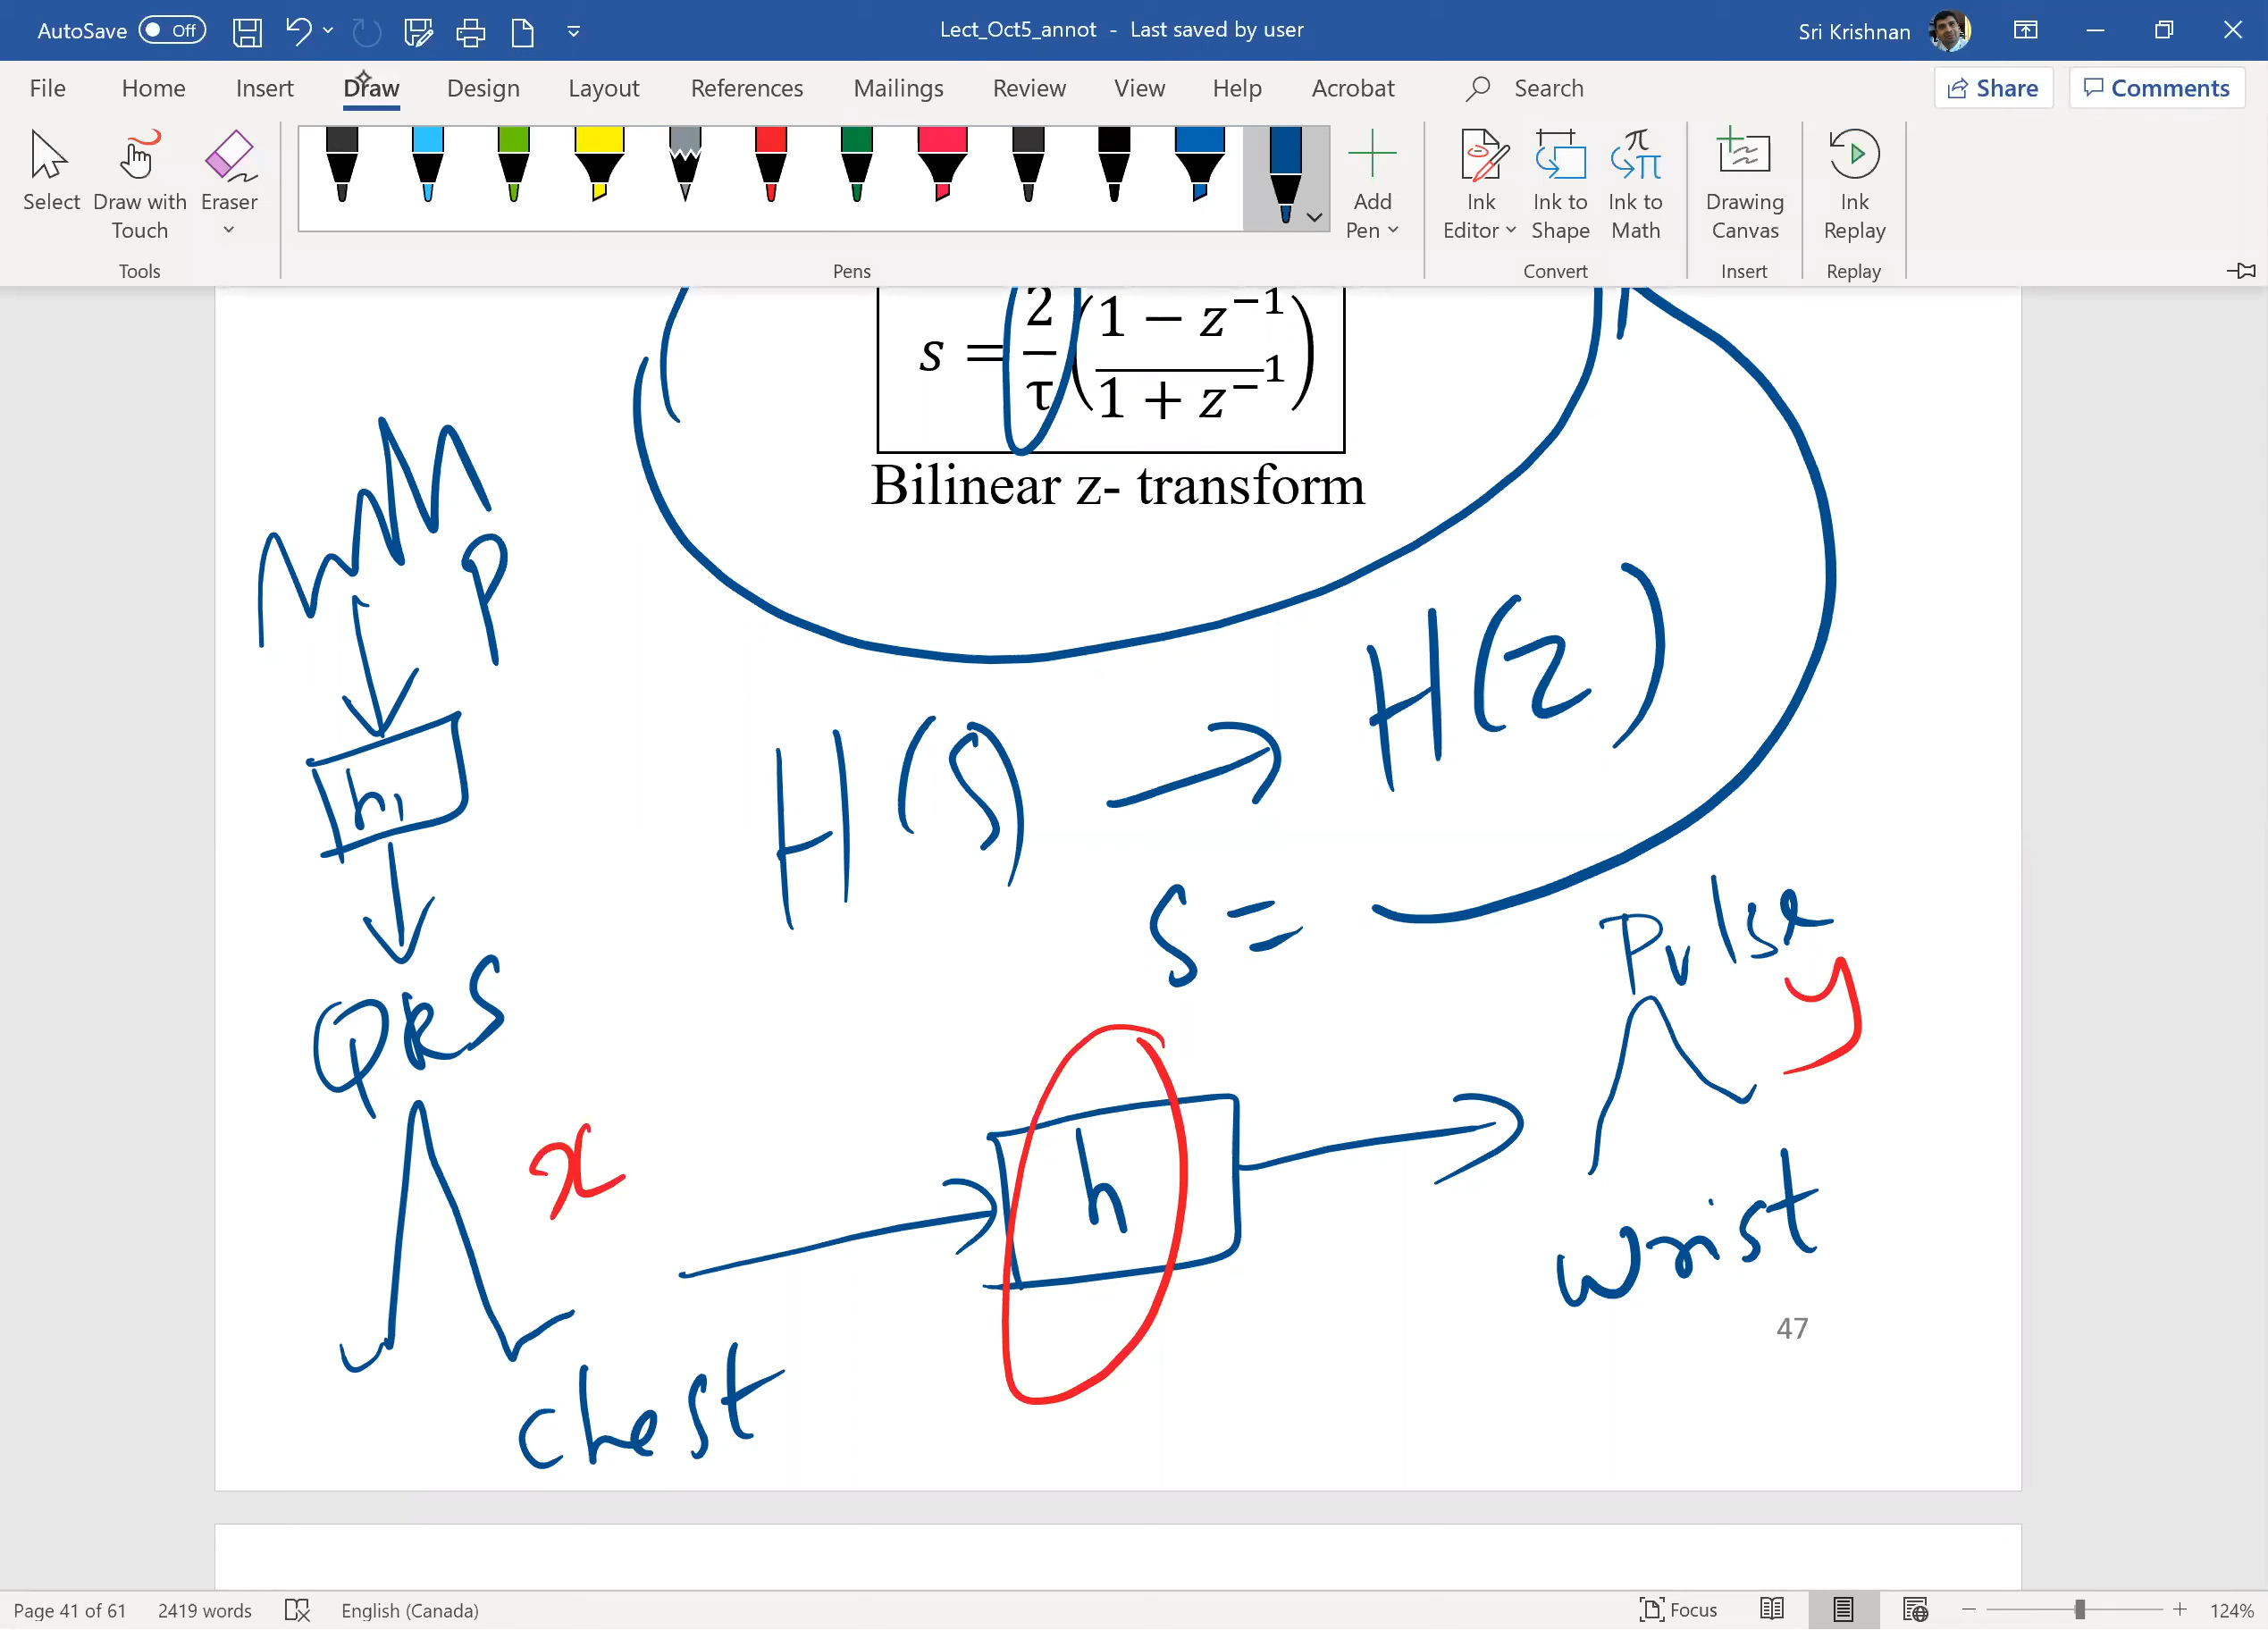 AutoSave Off Lect_Oct5_annot - Last saved by user Sri Krishnan
File Home Insert Draw Design Layout References Mailings Review View Help Acrobat Search Share Comments
Select Draw with Touch Eraser Add Pen Ink Editor Ink to Shape Ink to Math Drawing Canvas Ink Replay
Tools Pens Convert Insert Replay
s = 2/τ (1 − z⁻¹ / 1 + z⁻¹)
Bilinear z- transform
P
h1
H(s) → H(z)
s =
QRS
Pulse
y
x
h
wrist
47
chest
Page 41 of 61 2419 words English (Canada) Focus 124%